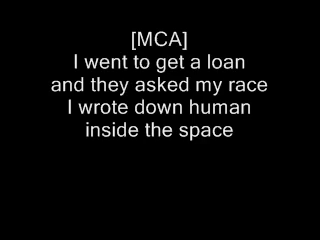 [MCA]
I went to get a loan
and they asked my race
I wrote down human
inside the space